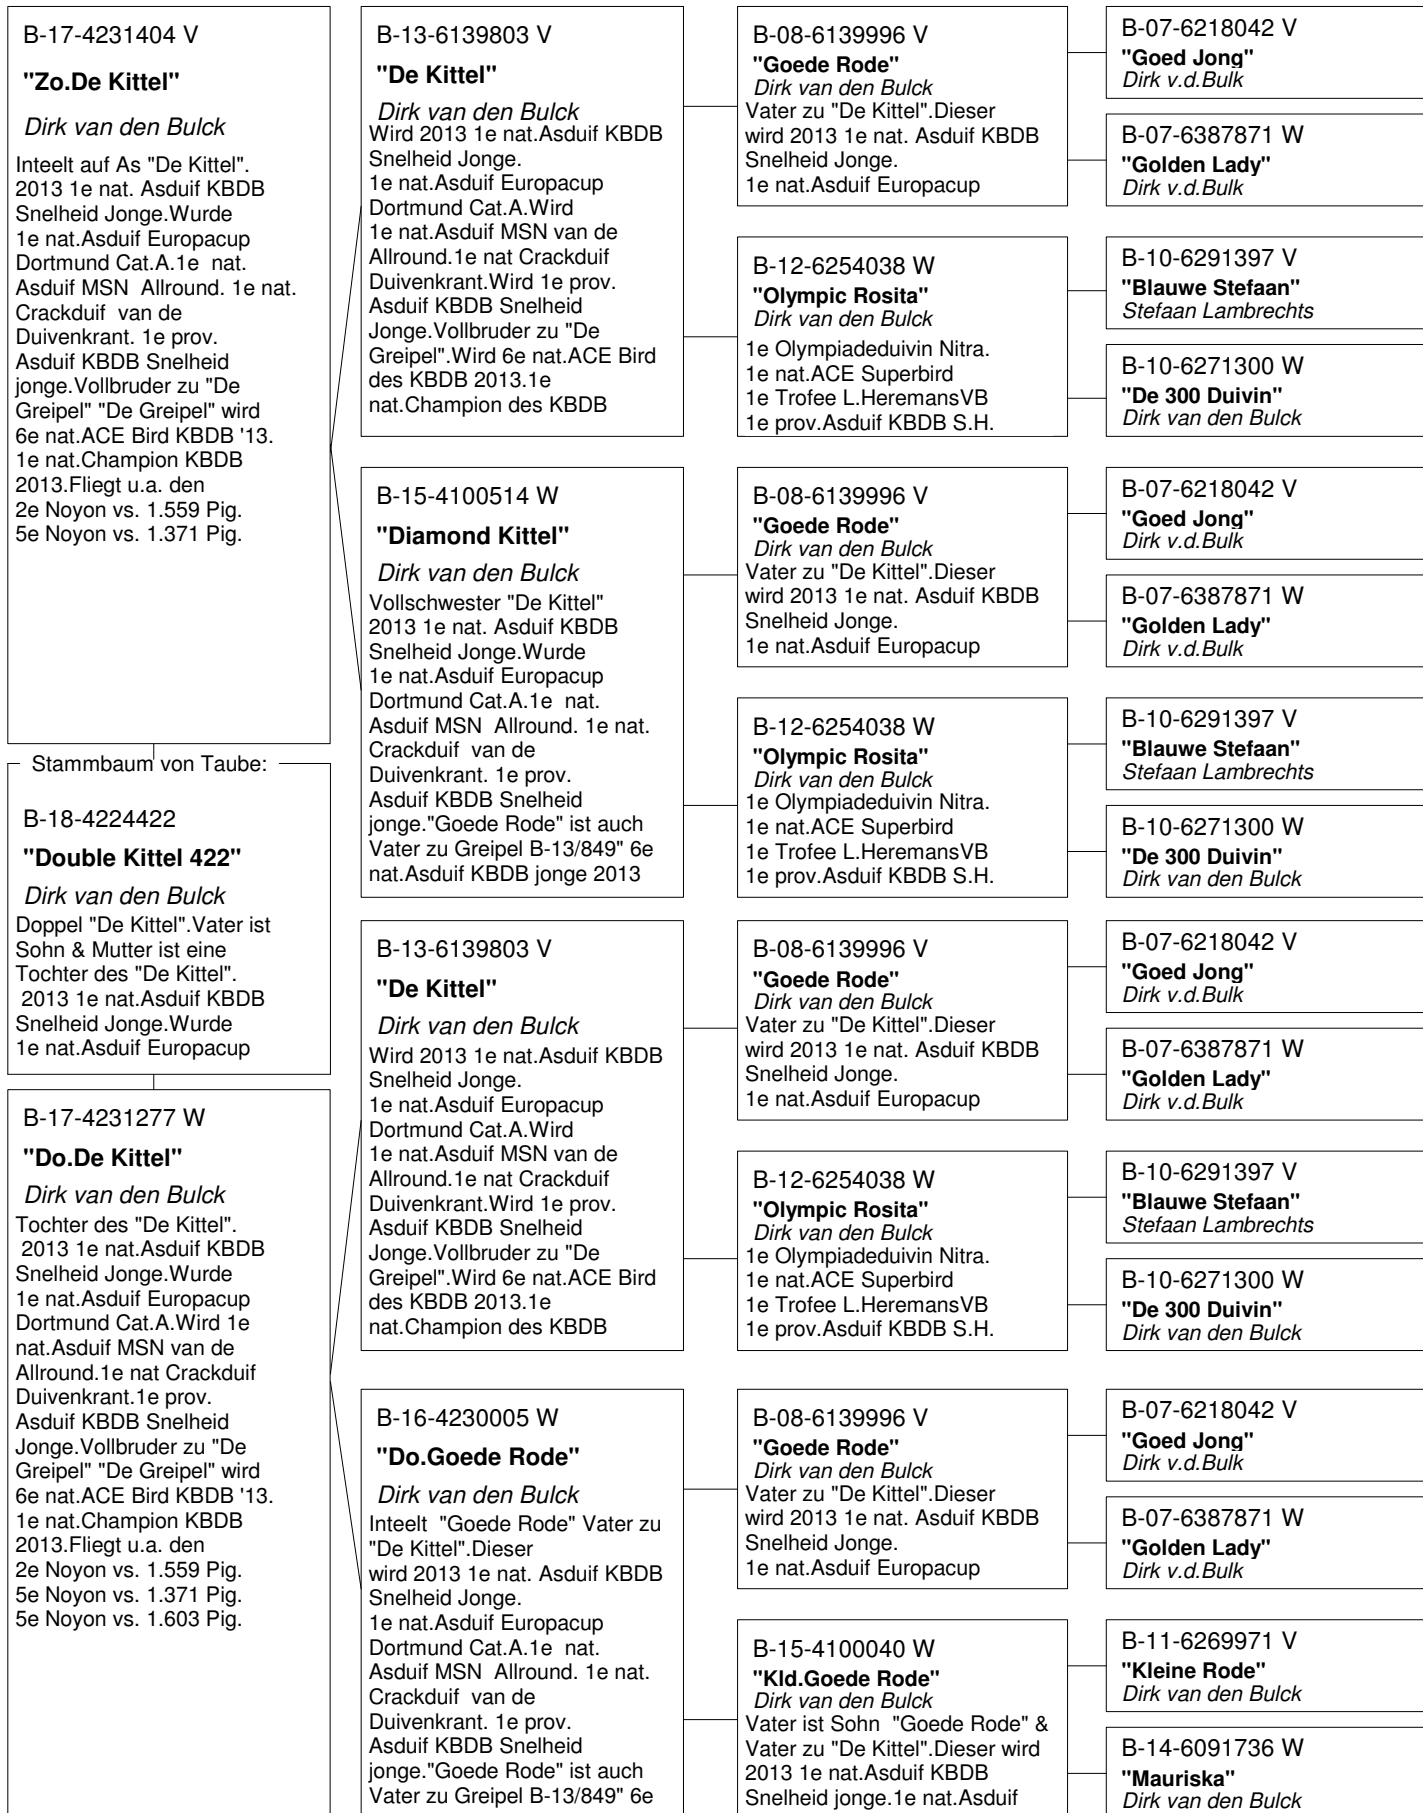 B-17-4231404 V
"Zo.De Kittel"
Dirk van den Bulck
Inteelt auf As "De Kittel".
2013 1e nat. Asduif KBDB
Snelheid Jonge.Wurde
1e nat.Asduif Europacup
Dortmund Cat.A.1e  nat.
Asduif MSN  Allround. 1e nat.
Crackduif  van de
Duivenkrant. 1e prov.
Asduif KBDB Snelheid
jonge.Vollbruder zu "De
Greipel" "De Greipel" wird
6e nat.ACE Bird KBDB '13.
1e nat.Champion KBDB
2013.Fliegt u.a. den
2e Noyon vs. 1.559 Pig.
5e Noyon vs. 1.371 Pig.
Stammbaum von Taube:
B-18-4224422
"Double Kittel 422"
Dirk van den Bulck
Doppel "De Kittel".Vater ist
Sohn & Mutter ist eine
Tochter des "De Kittel".
2013 1e nat.Asduif KBDB
Snelheid Jonge.Wurde
1e nat.Asduif Europacup
B-17-4231277 W
"Do.De Kittel"
Dirk van den Bulck
Tochter des "De Kittel".
2013 1e nat.Asduif KBDB
Snelheid Jonge.Wurde
1e nat.Asduif Europacup
Dortmund Cat.A.Wird 1e
nat.Asduif MSN van de
Allround.1e nat Crackduif
Duivenkrant.1e prov.
Asduif KBDB Snelheid
Jonge.Vollbruder zu "De
Greipel" "De Greipel" wird
6e nat.ACE Bird KBDB '13.
1e nat.Champion KBDB
2013.Fliegt u.a. den
2e Noyon vs. 1.559 Pig.
5e Noyon vs. 1.371 Pig.
5e Noyon vs. 1.603 Pig.
B-13-6139803 V
"De Kittel"
Dirk van den Bulck
Wird 2013 1e nat.Asduif KBDB
Snelheid Jonge.
1e nat.Asduif Europacup
Dortmund Cat.A.Wird
1e nat.Asduif MSN van de
Allround.1e nat Crackduif
Duivenkrant.Wird 1e prov.
Asduif KBDB Snelheid
Jonge.Vollbruder zu "De
Greipel".Wird 6e nat.ACE Bird
des KBDB 2013.1e
nat.Champion des KBDB
B-15-4100514 W
"Diamond Kittel"
Dirk van den Bulck
Vollschwester "De Kittel"
2013 1e nat. Asduif KBDB
Snelheid Jonge.Wurde
1e nat.Asduif Europacup
Dortmund Cat.A.1e  nat.
Asduif MSN  Allround. 1e nat.
Crackduif  van de
Duivenkrant. 1e prov.
Asduif KBDB Snelheid
jonge."Goede Rode" ist auch
Vater zu Greipel B-13/849" 6e
nat.Asduif KBDB jonge 2013
B-13-6139803 V
"De Kittel"
Dirk van den Bulck
Wird 2013 1e nat.Asduif KBDB
Snelheid Jonge.
1e nat.Asduif Europacup
Dortmund Cat.A.Wird
1e nat.Asduif MSN van de
Allround.1e nat Crackduif
Duivenkrant.Wird 1e prov.
Asduif KBDB Snelheid
Jonge.Vollbruder zu "De
Greipel".Wird 6e nat.ACE Bird
des KBDB 2013.1e
nat.Champion des KBDB
B-16-4230005 W
"Do.Goede Rode"
Dirk van den Bulck
Inteelt  "Goede Rode" Vater zu
"De Kittel".Dieser
wird 2013 1e nat. Asduif KBDB
Snelheid Jonge.
1e nat.Asduif Europacup
Dortmund Cat.A.1e  nat.
Asduif MSN  Allround. 1e nat.
Crackduif  van de
Duivenkrant. 1e prov.
Asduif KBDB Snelheid
jonge."Goede Rode" ist auch
Vater zu Greipel B-13/849" 6e
B-08-6139996 V
"Goede Rode"
Dirk van den Bulck
Vater zu "De Kittel".Dieser
wird 2013 1e nat. Asduif KBDB
Snelheid Jonge.
1e nat.Asduif Europacup
B-12-6254038 W
"Olympic Rosita"
Dirk van den Bulck
1e Olympiadeduivin Nitra.
1e nat.ACE Superbird
1e Trofee L.HeremansVB
1e prov.Asduif KBDB S.H.
B-08-6139996 V
"Goede Rode"
Dirk van den Bulck
Vater zu "De Kittel".Dieser
wird 2013 1e nat. Asduif KBDB
Snelheid Jonge.
1e nat.Asduif Europacup
B-12-6254038 W
"Olympic Rosita"
Dirk van den Bulck
1e Olympiadeduivin Nitra.
1e nat.ACE Superbird
1e Trofee L.HeremansVB
1e prov.Asduif KBDB S.H.
B-08-6139996 V
"Goede Rode"
Dirk van den Bulck
Vater zu "De Kittel".Dieser
wird 2013 1e nat. Asduif KBDB
Snelheid Jonge.
1e nat.Asduif Europacup
B-12-6254038 W
"Olympic Rosita"
Dirk van den Bulck
1e Olympiadeduivin Nitra.
1e nat.ACE Superbird
1e Trofee L.HeremansVB
1e prov.Asduif KBDB S.H.
B-08-6139996 V
"Goede Rode"
Dirk van den Bulck
Vater zu "De Kittel".Dieser
wird 2013 1e nat. Asduif KBDB
Snelheid Jonge.
1e nat.Asduif Europacup
B-15-4100040 W
"Kld.Goede Rode"
Dirk van den Bulck
Vater ist Sohn  "Goede Rode" &
Vater zu "De Kittel".Dieser wird
2013 1e nat.Asduif KBDB
Snelheid jonge.1e nat.Asduif
B-07-6218042 V
"Goed Jong"
Dirk v.d.Bulk
B-07-6387871 W
"Golden Lady"
Dirk v.d.Bulk
B-10-6291397 V
"Blauwe Stefaan"
Stefaan Lambrechts
B-10-6271300 W
"De 300 Duivin"
Dirk van den Bulck
B-07-6218042 V
"Goed Jong"
Dirk v.d.Bulk
B-07-6387871 W
"Golden Lady"
Dirk v.d.Bulk
B-10-6291397 V
"Blauwe Stefaan"
Stefaan Lambrechts
B-10-6271300 W
"De 300 Duivin"
Dirk van den Bulck
B-07-6218042 V
"Goed Jong"
Dirk v.d.Bulk
B-07-6387871 W
"Golden Lady"
Dirk v.d.Bulk
B-10-6291397 V
"Blauwe Stefaan"
Stefaan Lambrechts
B-10-6271300 W
"De 300 Duivin"
Dirk van den Bulck
B-07-6218042 V
"Goed Jong"
Dirk v.d.Bulk
B-07-6387871 W
"Golden Lady"
Dirk v.d.Bulk
B-11-6269971 V
"Kleine Rode"
Dirk van den Bulck
B-14-6091736 W
"Mauriska"
Dirk van den Bulck